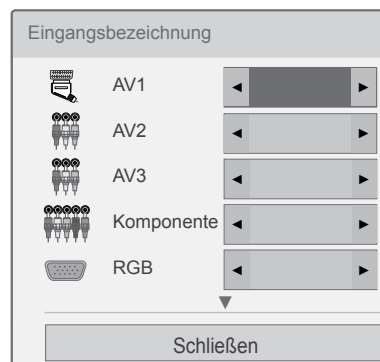 Eingangsbezeichnung
AV1
AV2
AV3
Komponente
RGB
Schließen